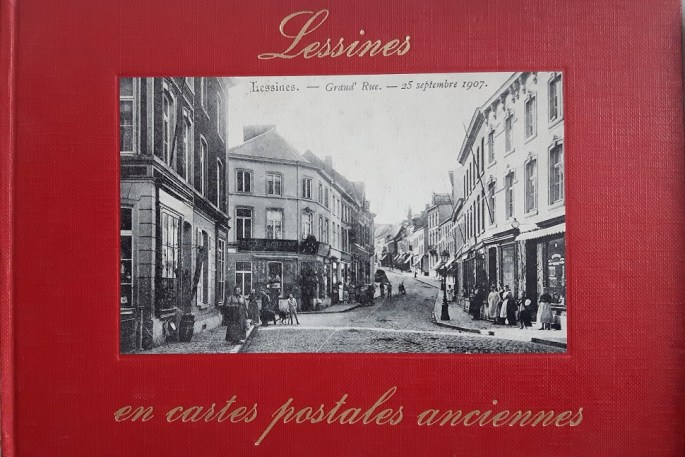 Lessines
Lessines. — Grand' Rue. — 25 septembre 1907.
en cartes postales anciennes